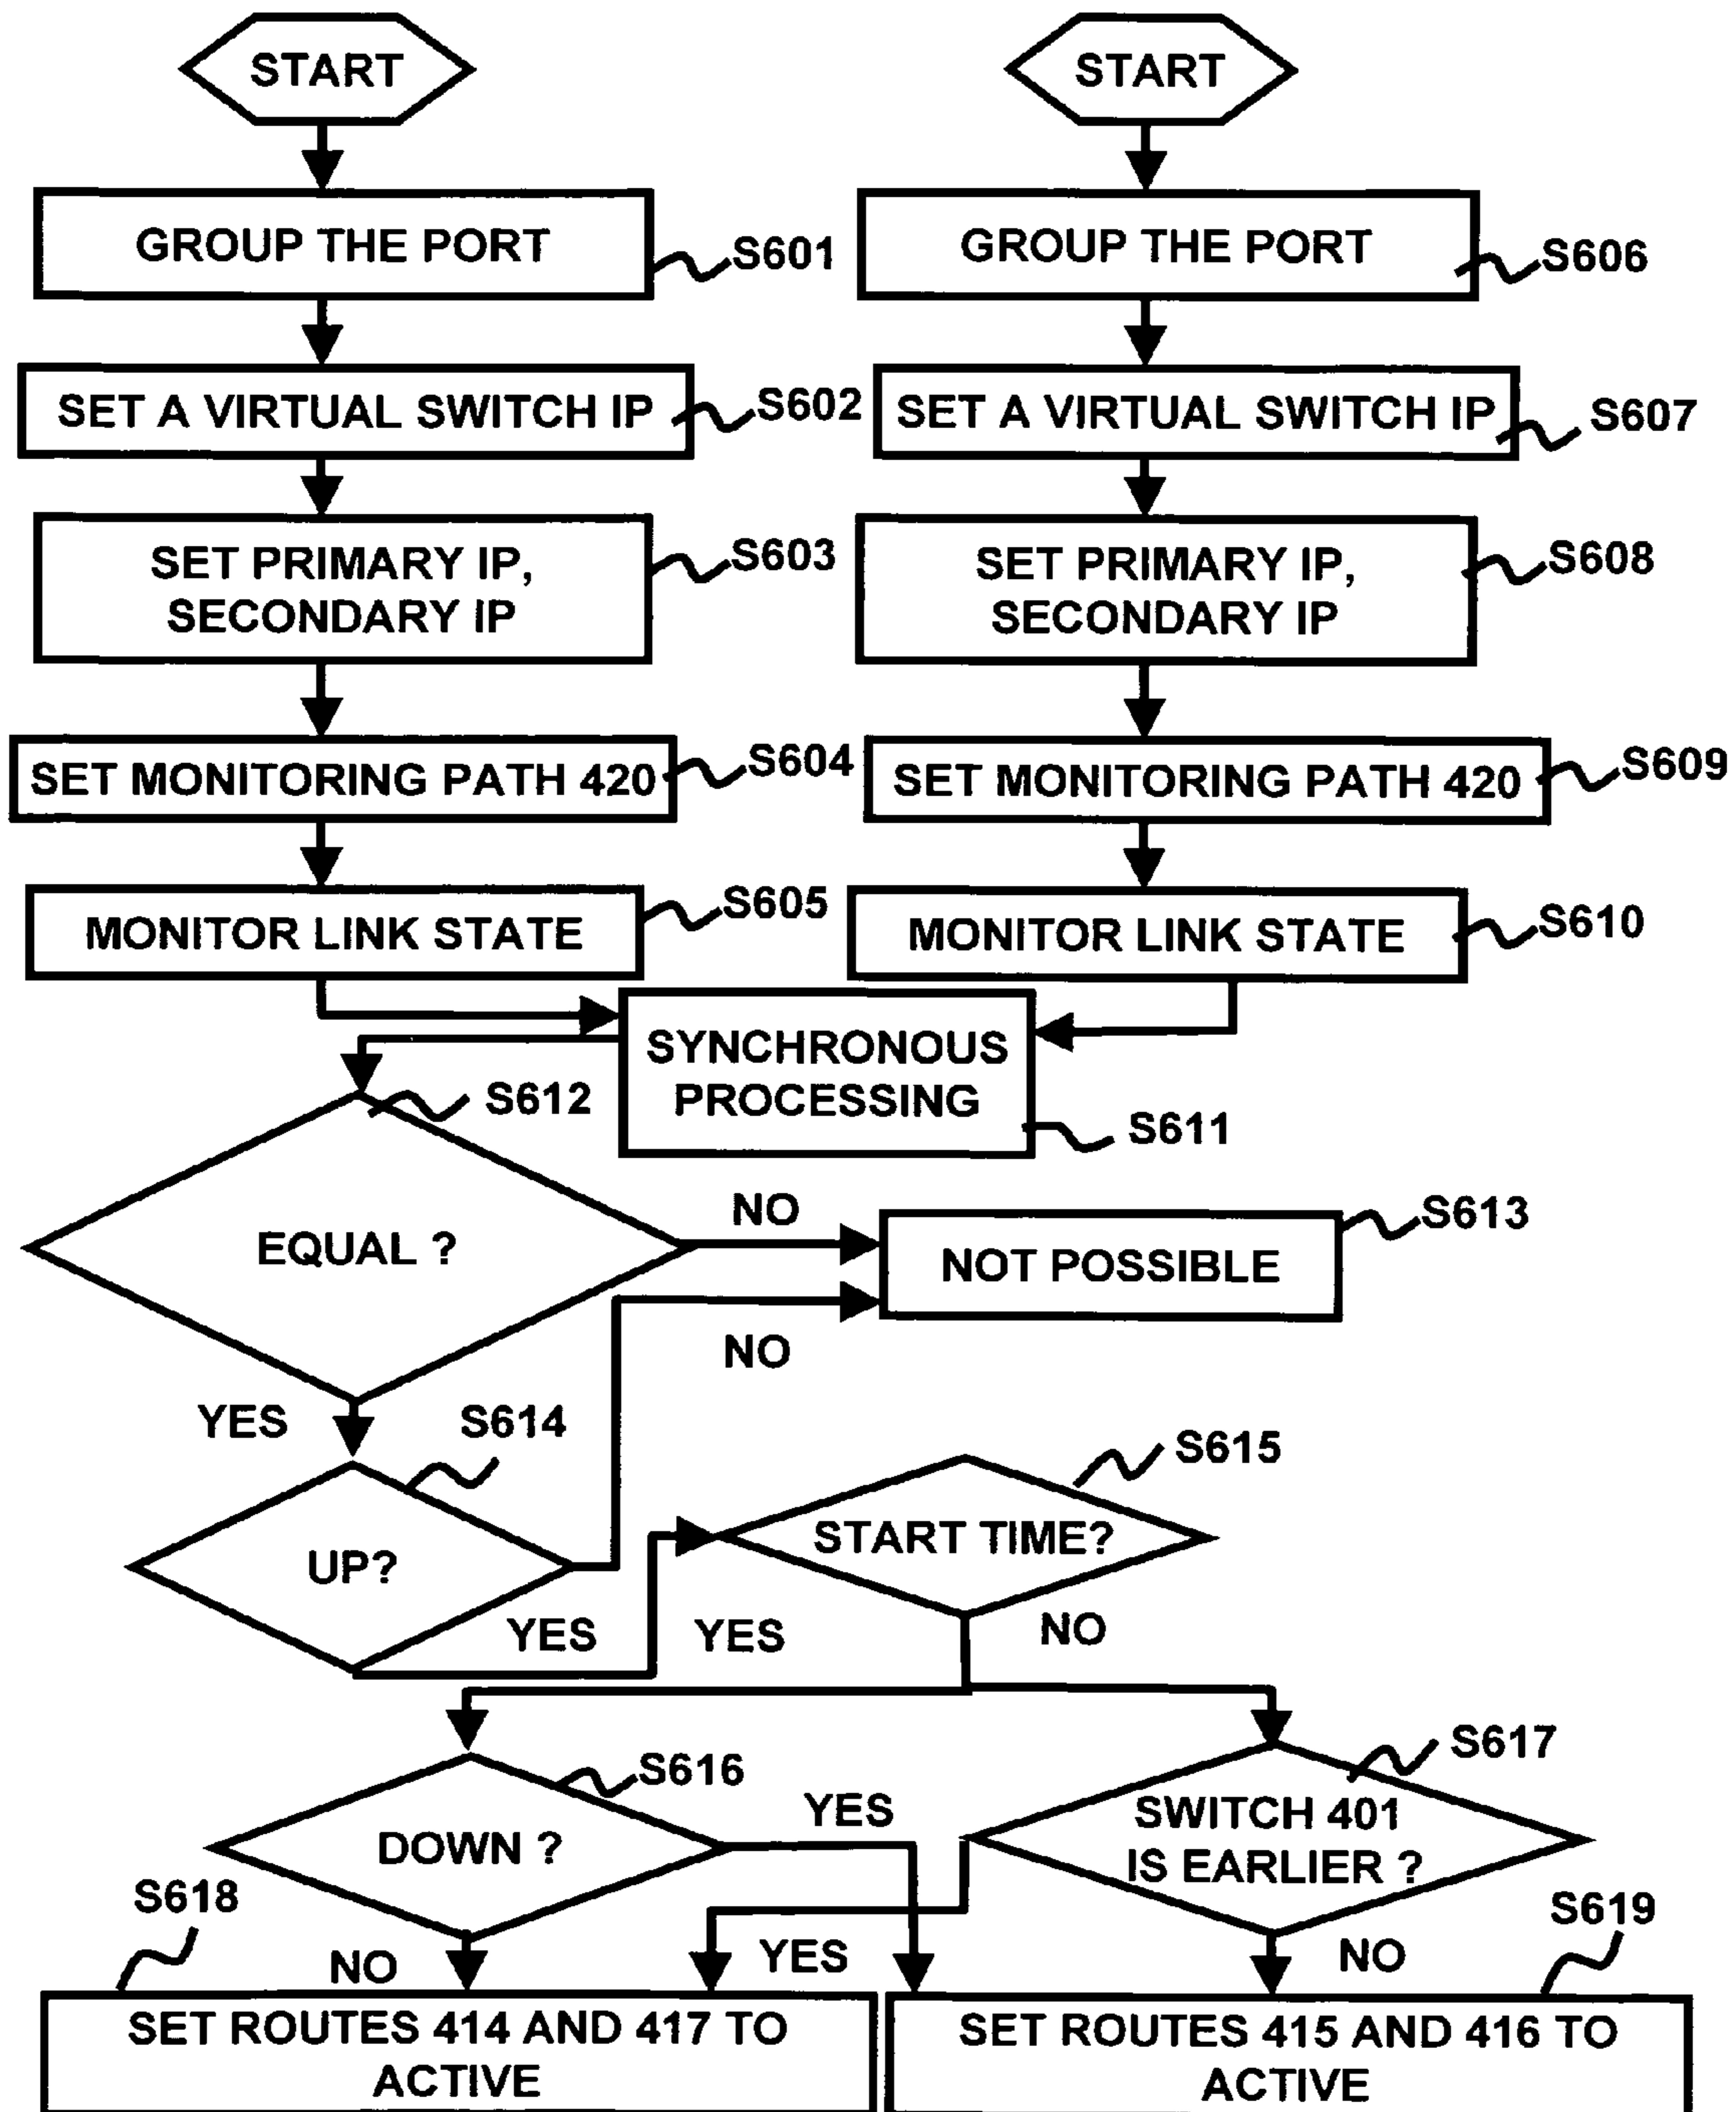 START
START
GROUP THE PORT
S601
GROUP THE PORT
S606
SET A VIRTUAL SWITCH IP
S602
SET A VIRTUAL SWITCH IP
S607
SET PRIMARY IP,
SECONDARY IP
S603
SET PRIMARY IP,
SECONDARY IP
S608
SET MONITORING PATH 420
S604
SET MONITORING PATH 420
S609
MONITOR LINK STATE
S605
MONITOR LINK STATE
S610
SYNCHRONOUS
PROCESSING
S611
S612
EQUAL ?
NO
NOT POSSIBLE
S613
NO
YES
S614
UP?
YES
S615
START TIME?
YES
NO
S616
DOWN ?
YES
S617
SWITCH 401
IS EARLIER ?
S618
NO
YES
NO
S619
SET ROUTES 414 AND 417 TO
ACTIVE
SET ROUTES 415 AND 416 TO
ACTIVE